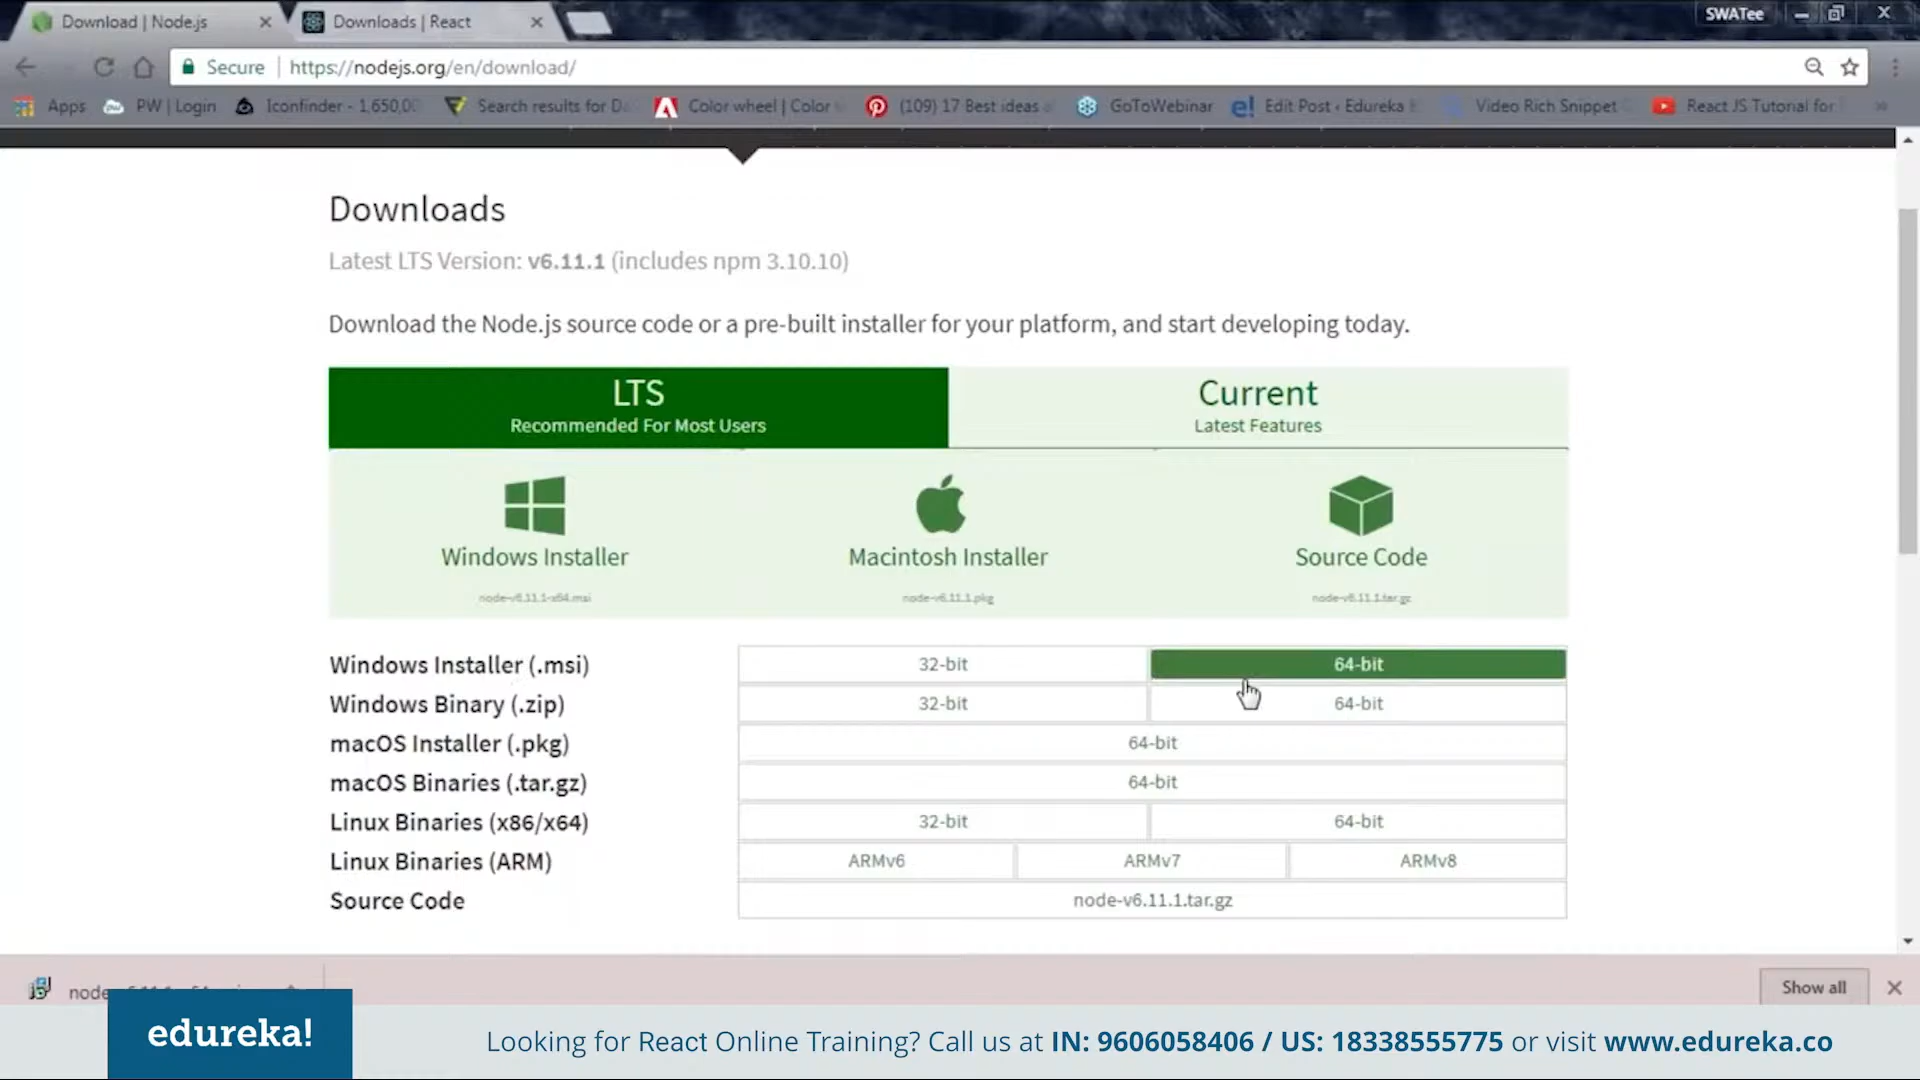 Download | Node.js
Downloads | React
SWATee
Secure
https://nodejs.org/en/download/
Apps
PW | Login
Iconfinder - 1,650,0
Search results for D
Color wheel | Color
(109) 17 Best ideas
GoToWebinar
Edit Post ‹ Edureka
Video Rich Snippet
React JS Tutorial for
Downloads
Latest LTS Version: v6.11.1 (includes npm 3.10.10)
Download the Node.js source code or a pre-built installer for your platform, and start developing today.
LTS
Recommended For Most Users
Current
Latest Features
Windows Installer
node-v6.11.1-x64.msi
Macintosh Installer
node-v6.11.1.pkg
Source Code
node-v6.11.1.tar.gz
Windows Installer (.msi) 32-bit 64-bit
Windows Binary (.zip) 32-bit 64-bit
macOS Installer (.pkg) 64-bit
macOS Binaries (.tar.gz) 64-bit
Linux Binaries (x86/x64) 32-bit 64-bit
Linux Binaries (ARM) ARMv6 ARMv7 ARMv8
Source Code node-v6.11.1.tar.gz
Show all
edureka!
Looking for React Online Training? Call us at IN: 9606058406 / US: 18338555775 or visit www.edureka.co